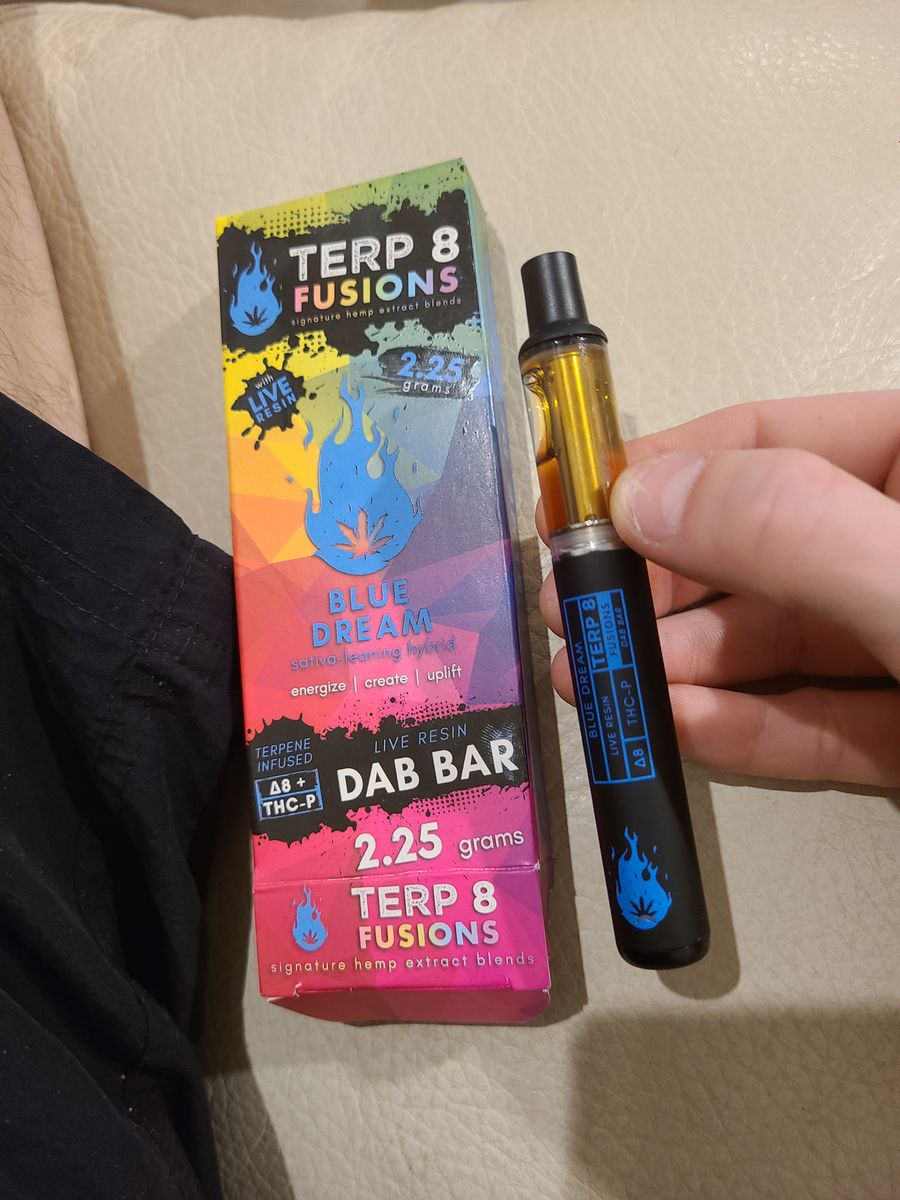 TERP 8
FUSIONS
signature hemp extract blends
2.25
grams
with
LIVE
RESIN
BLUE
DREAM
sativa-leaning hybrid
energize | create | uplift
TERPENE
INFUSED
Δ8 +
THC-P
LIVE RESIN
DAB BAR
2.25 grams
TERP 8
FUSIONS
signature hemp extract blends
BLUE DREAM
TERP 8
FUSIONS
DAB BAR
LIVE RESIN
THC-P
Δ8